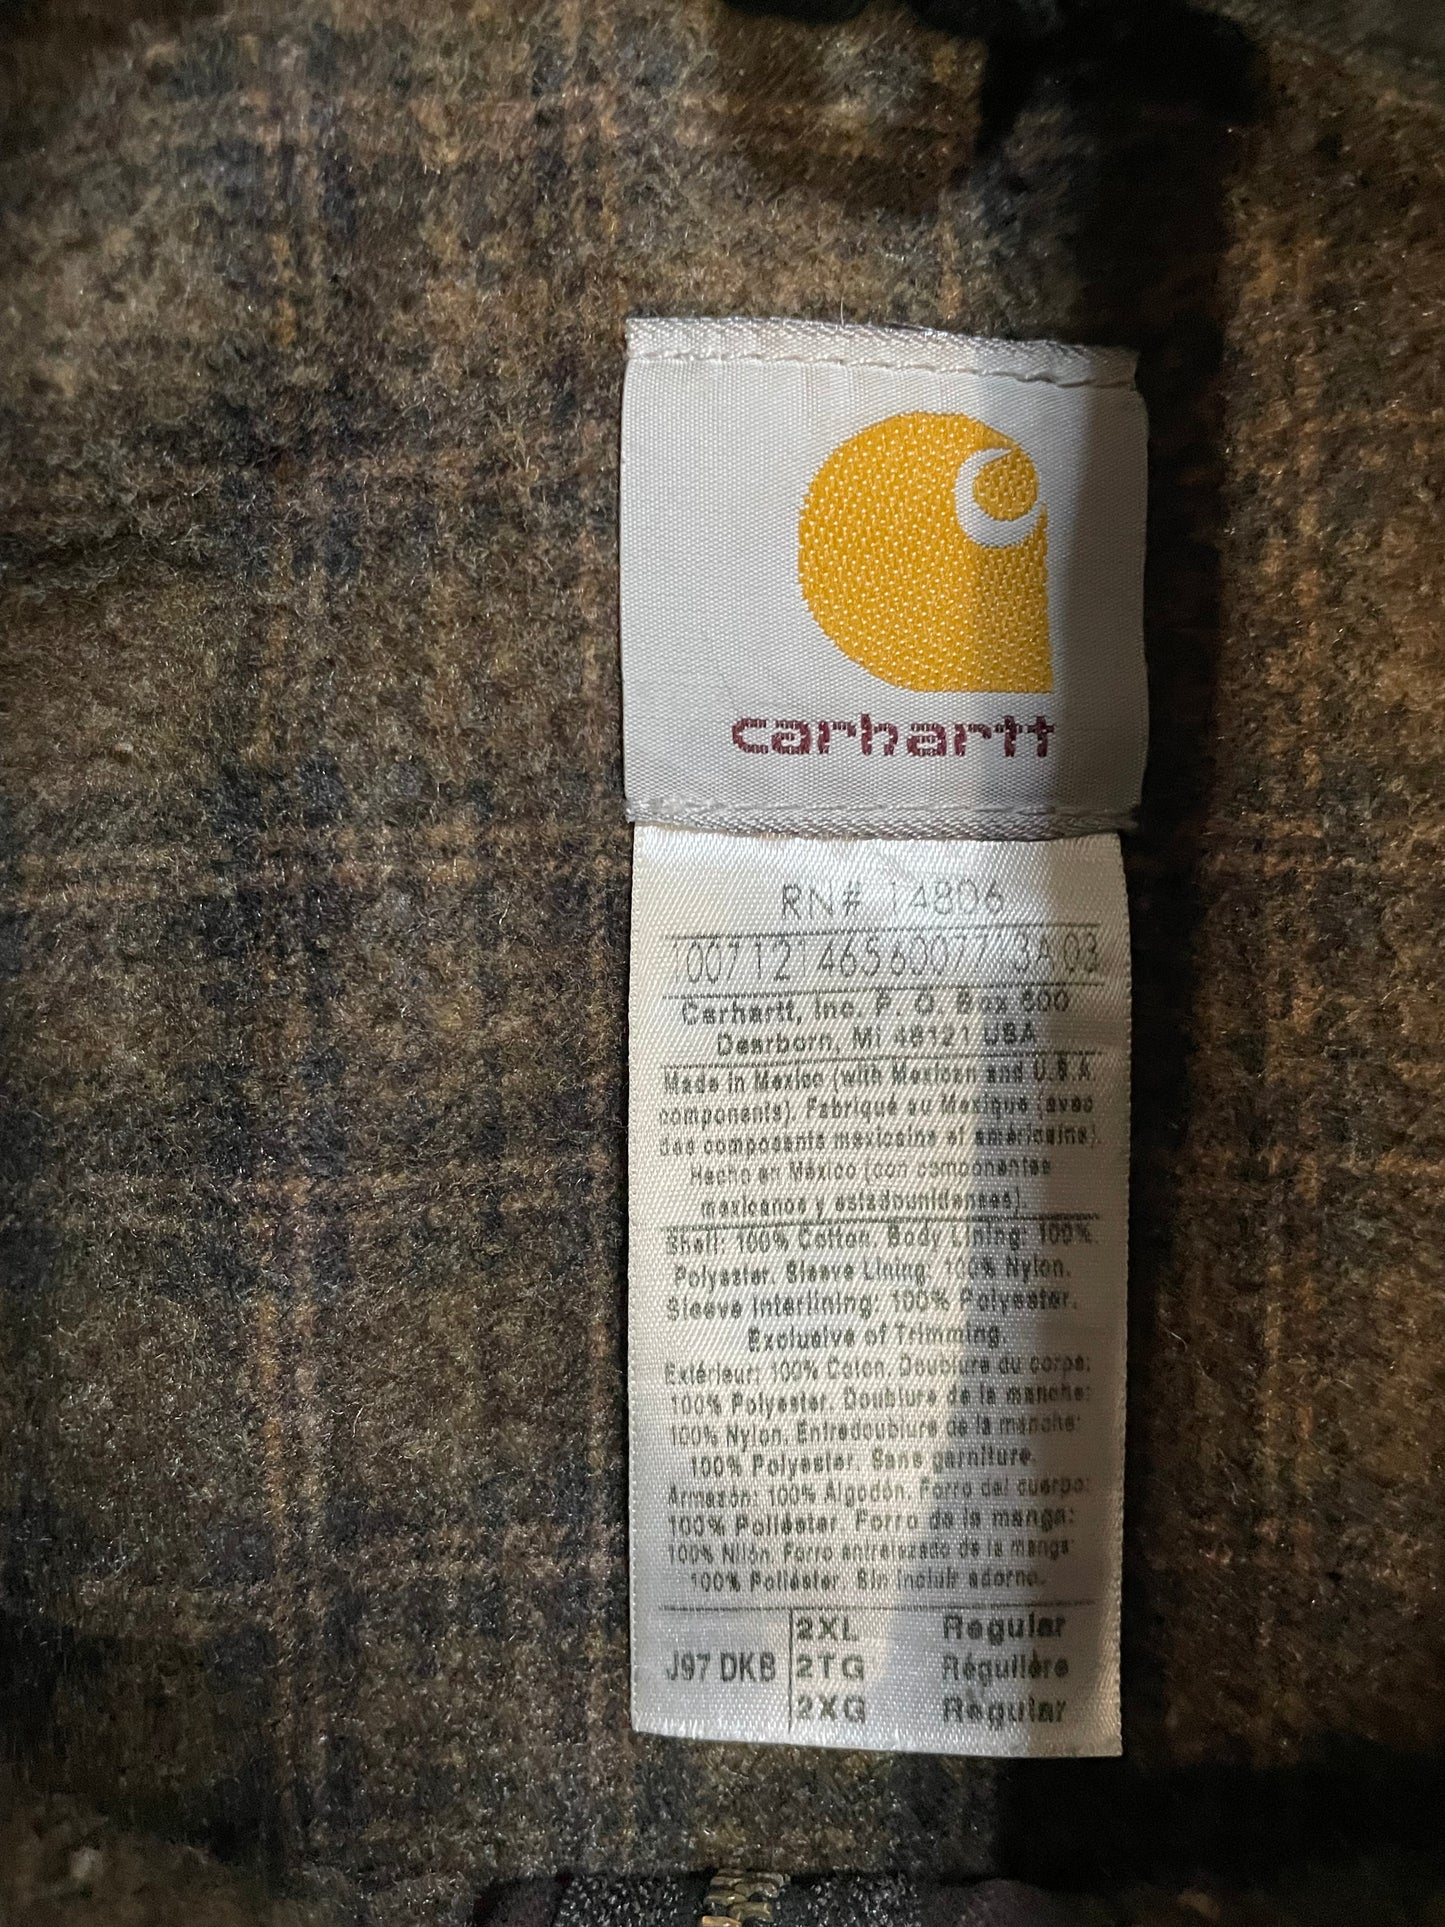 carhartt
RN# 14806
Carhartt, Inc. P. O. Box 600
Dearborn, MI 48121 USA
Made in Mexico (with Mexican and U.S.A.
components). Fabriqué au Mexique (avec
des composants mexicains et américains).
Hecho en México (con componentes
mexicanos y estadounidenses).
Shell: 100% Cotton. Body Lining: 100%
Polyester. Sleeve Lining: 100% Nylon.
Sleeve Interlining: 100% Polyester.
Exclusive of Trimming.
Extérieur: 100% Coton. Doublure du corps:
100% Polyester. Doublure de la manche:
100% Nylon. Entredoublure de la manche:
100% Polyester. Sans garniture.
Armazón: 100% Algodón. Forro del cuerpo:
100% Poliéster. Forro de la manga:
100% Nilón. Forro entrelazado de la manga:
100% Poliéster. Sin incluir adorno.
J97 DKB
2XL Regular
2TG Régulière
2XG Regular